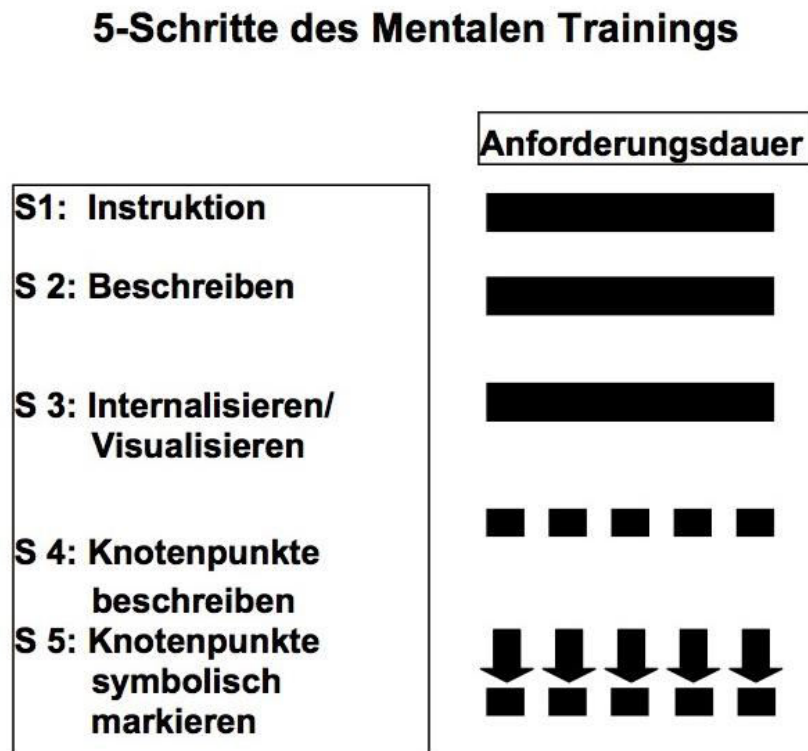 5-Schritte des Mentalen Trainings
Anforderungsdauer
S1: Instruktion
S 2: Beschreiben
S 3: Internalisieren/
Visualisieren
S 4: Knotenpunkte
beschreiben
S 5: Knotenpunkte
symbolisch
markieren